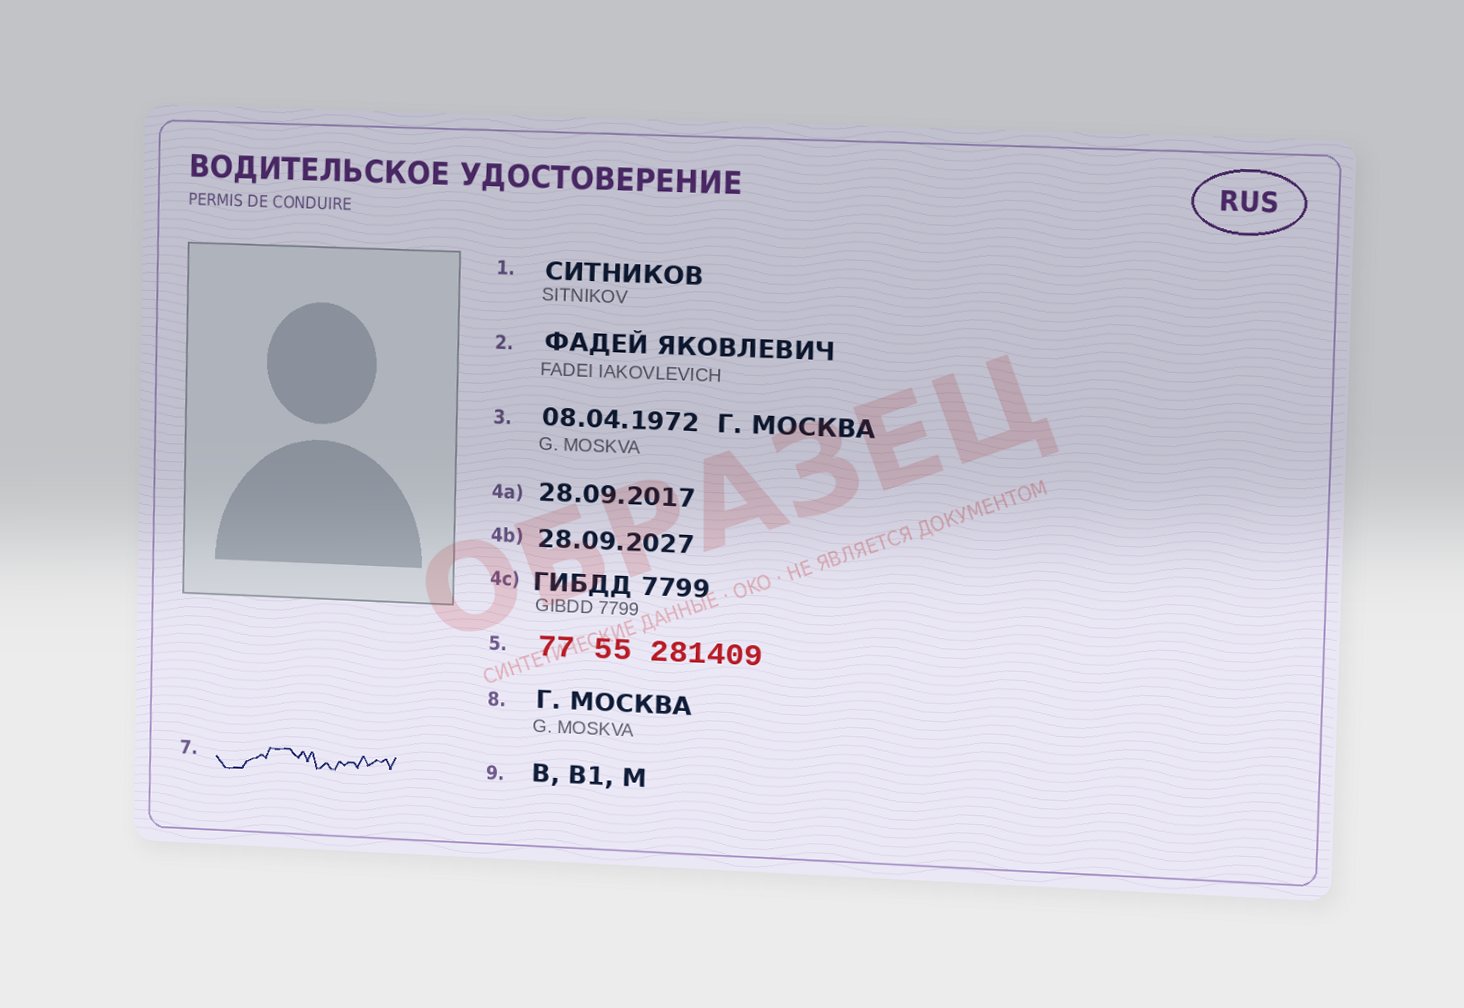 ВОДИТЕЛЬСКОЕ УДОСТОВЕРЕНИЕ
PERMIS DE CONDUIRE
RUS
1. СИТНИКОВ
SITNIKOV
2. ФАДЕЙ ЯКОВЛЕВИЧ
FADEI IAKOVLEVICH
3. 08.04.1972 Г. МОСКВА
G. MOSKVA
4a) 28.09.2017
4b) 28.09.2027
4c) ГИБДД 7799
GIBDD 7799
5. 77 55 281409
8. Г. МОСКВА
G. MOSKVA
7.
9. B, B1, M
ОБРАЗЕЦ
СИНТЕТИЧЕСКИЕ ДАННЫЕ · ОКО · НЕ ЯВЛЯЕТСЯ ДОКУМЕНТОМ